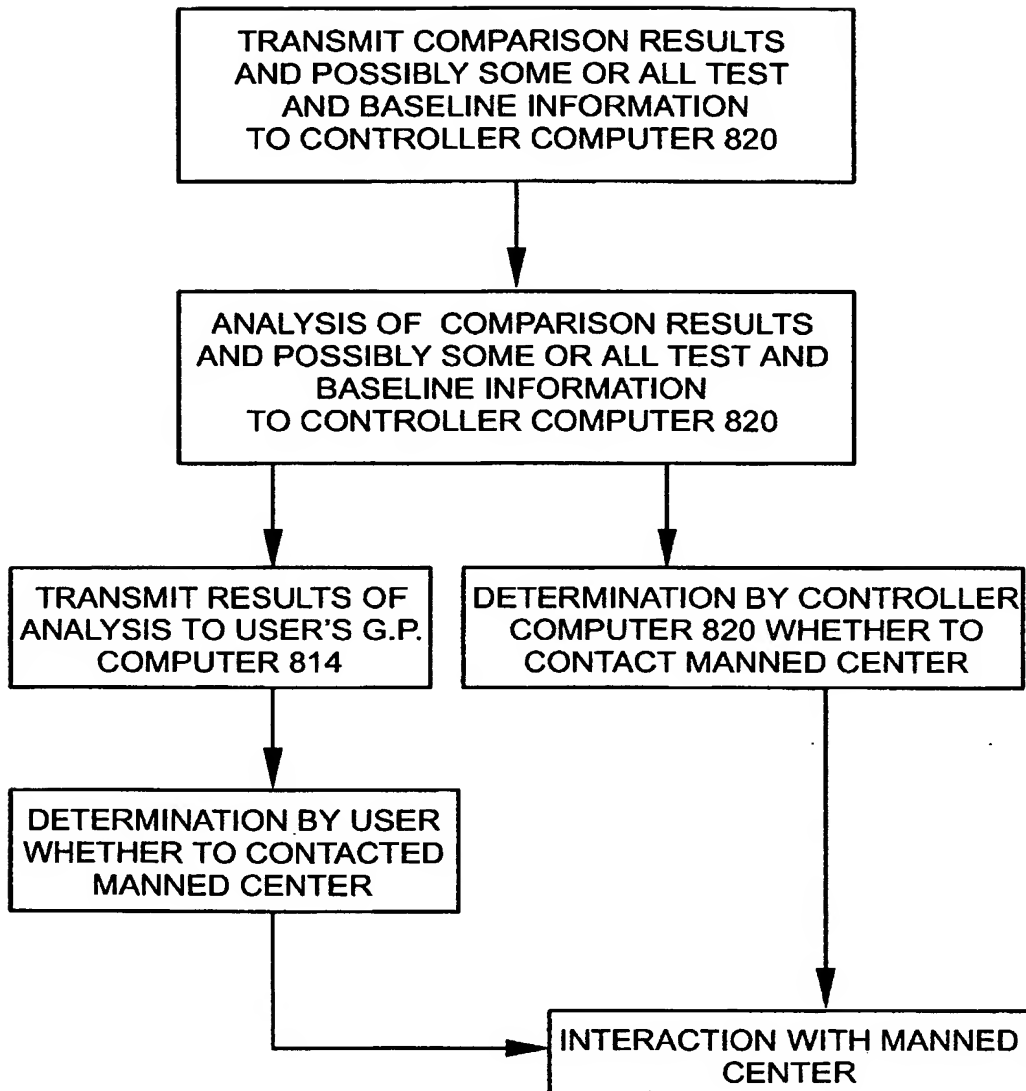 TRANSMIT COMPARISON RESULTS
AND POSSIBLY SOME OR ALL TEST
AND BASELINE INFORMATION
TO CONTROLLER COMPUTER 820
ANALYSIS OF COMPARISON RESULTS
AND POSSIBLY SOME OR ALL TEST AND
BASELINE INFORMATION
TO CONTROLLER COMPUTER 820
TRANSMIT RESULTS OF
ANALYSIS TO USER'S G.P.
COMPUTER 814
DETERMINATION BY CONTROLLER
COMPUTER 820 WHETHER TO
CONTACT MANNED CENTER
DETERMINATION BY USER
WHETHER TO CONTACTED
MANNED CENTER
INTERACTION WITH MANNED
CENTER